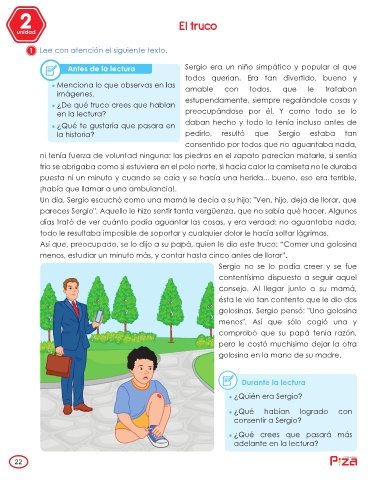 2
unidad
El truco
1 Lee con atención el siguiente texto.
Antes de la lectura
Menciona lo que observas en las
imágenes.
¿De qué truco crees que hablan
en la lectura?
¿Qué te gustaría que pasara en
la historia?
Sergio era un niño simpático y popular al que
todos querían. Era tan divertido, bueno y
amable con todos, que le trataban
estupendamente, siempre regalándole cosas y
preocupándose por él. Y como todo se lo
daban hecho y todo lo tenía incluso antes de
pedirlo, resultó que Sergio estaba tan
consentido por todos que no aguantaba nada,
ni tenía fuerza de voluntad ninguna: las piedras en el zapato parecían matarle, si sentía
frío se abrigaba como si estuviera en el polo norte, si hacía calor la camiseta no le duraba
puesta ni un minuto y cuando se caía y se hacía una herida... bueno, eso era terrible,
¡había que llamar a una ambulancia!.
Un día, Sergio escuchó como una mamá le decía a su hijo: "Ven, hijo, deja de llorar, que
pareces Sergio". Aquello le hizo sentir tanta vergüenza, que no sabía qué hacer. Algunos
días trató de ver cuánto podía aguantar las cosas, y era verdad: no aguantaba nada,
todo le resultaba imposible de soportar y cualquier dolor le hacía soltar lágrimas.
Así que, preocupado, se lo dijo a su papá, quien le dio este truco: "Comer una golosina
menos, estudiar un minuto más, y contar hasta cinco antes de llorar".
Sergio no se lo podía creer y se fue
contentísimo dispuesto a seguir aquel
consejo. Al llegar junto a su mamá,
ésta le vio tan contento que le dio dos
golosinas. Sergio pensó: "Una golosina
menos". Así que sólo cogió una y
comprobó que su papá tenía razón,
pero le costó muchísimo dejar la otra
golosina en la mano de su madre.
Durante la lectura
¿Quién era Sergio?
¿Qué habían logrado con
consentir a Sergio?
¿Qué crees que pasará más
adelante en la lectura?
22
Piza